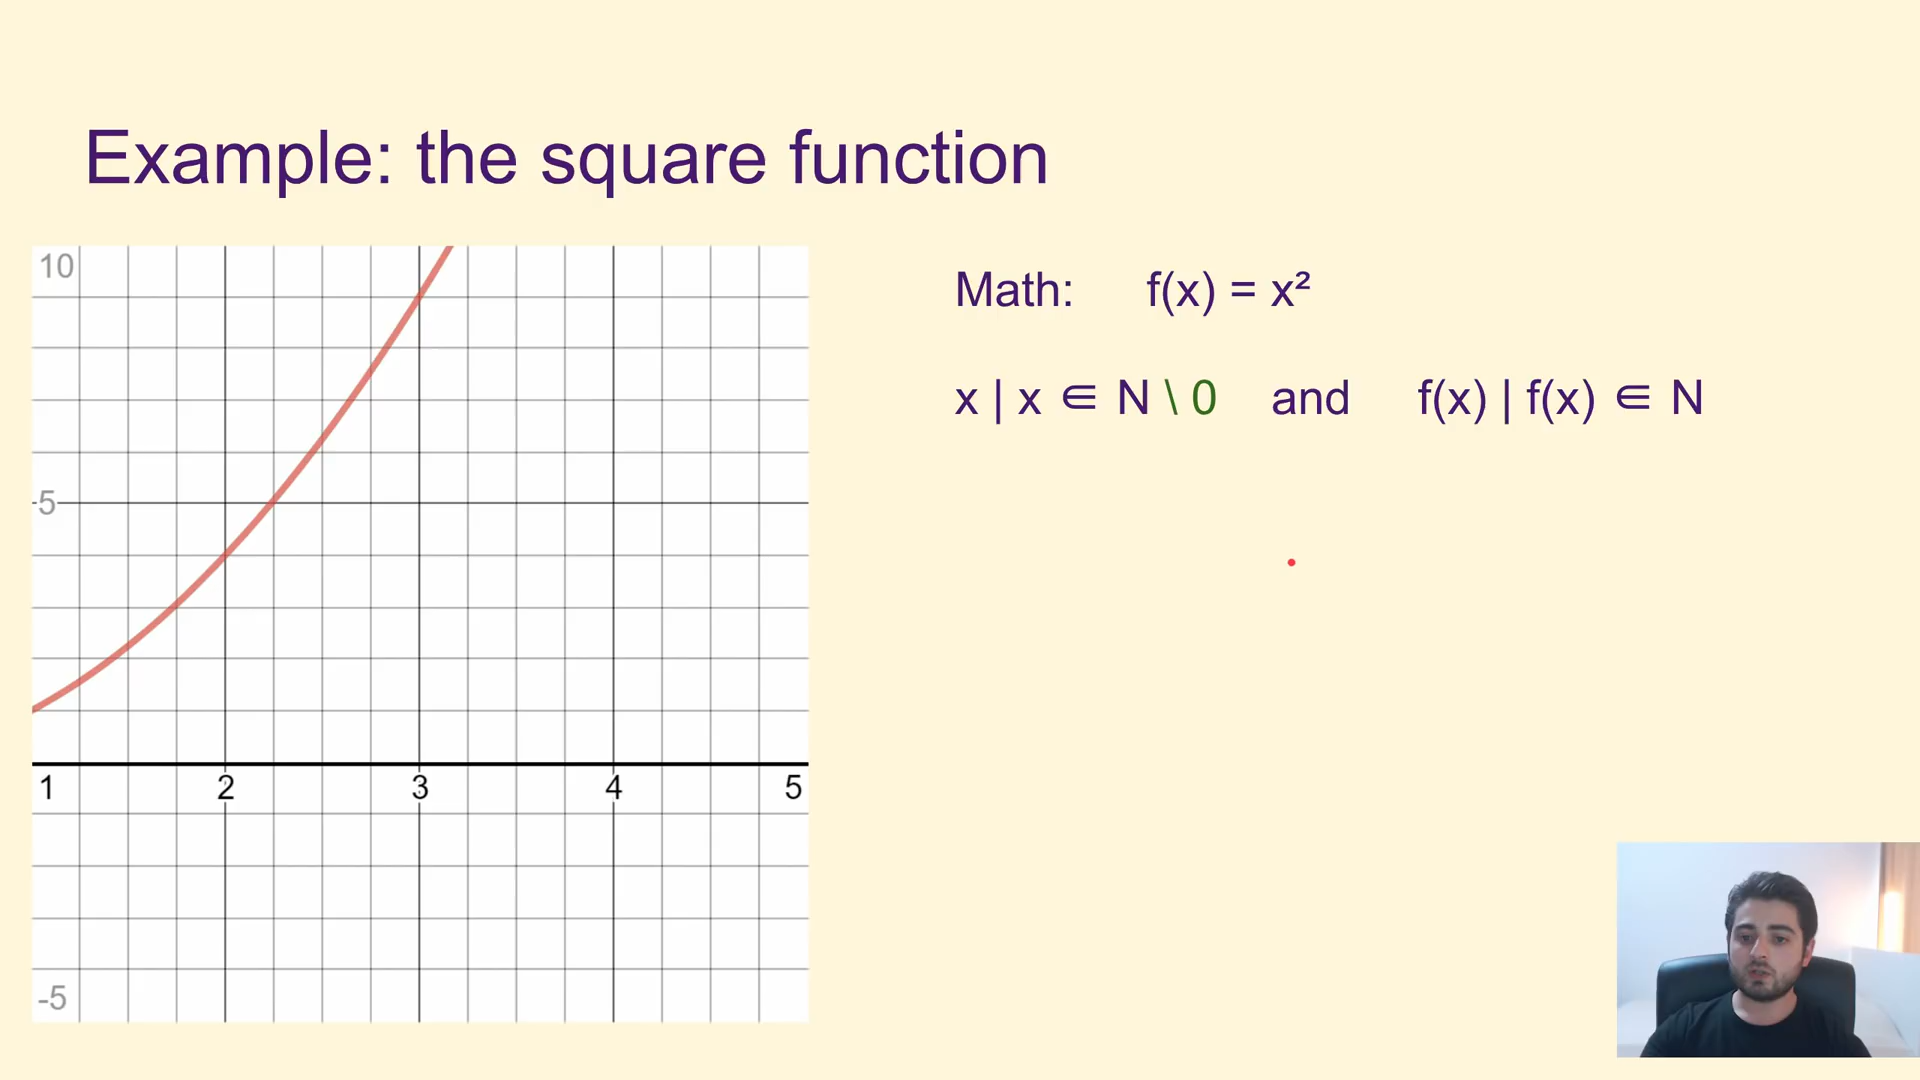 Example: the square function
10
5
1 2 3 4 5
-5
Math: f(x) = x²
x | x ∈ N \ 0 and f(x) | f(x) ∈ N